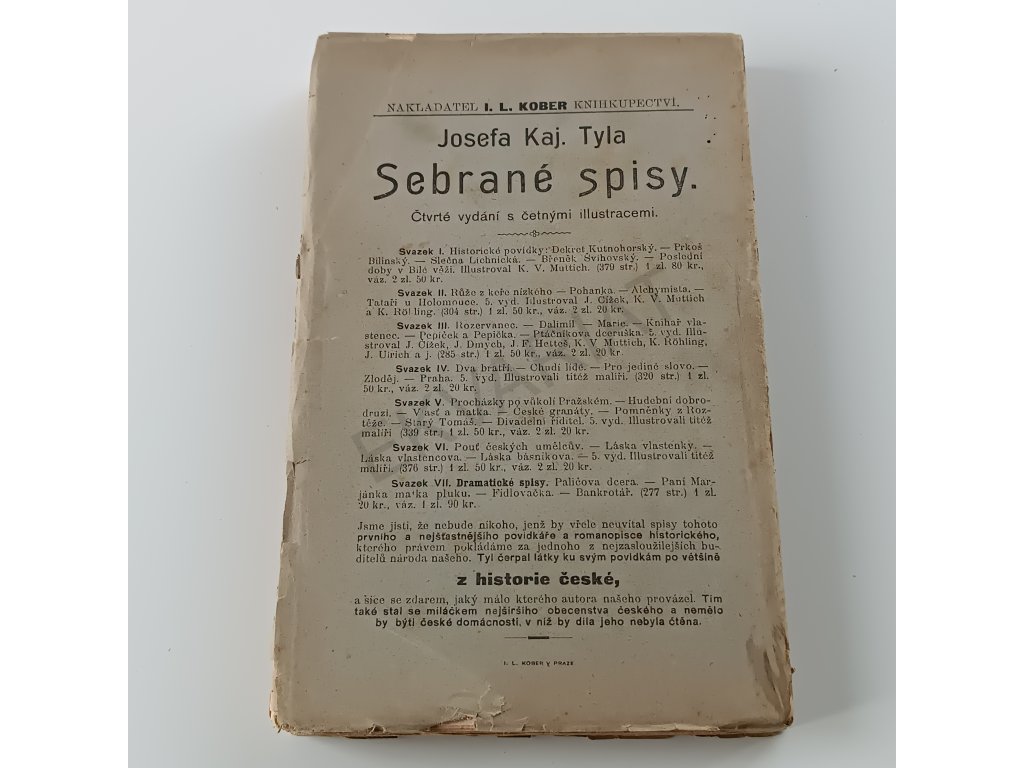 NAKLADATEL I. L. KOBER KNIHKUPECTVÍ.
Josefa Kaj. Tyla
Sebrané spisy.
Čtvrté vydání s četnými illustracemi.
Svazek I. Historické povídky: Dekret Kutnohorský. — Prkoš
Bílinský. — Slečna Lichnická. — Břeněk Švihovský. — Poslední
doby v Bílé věži. Illustroval K. V. Muttich. (379 str.) 1 zl. 80 kr.,
váz. 2 zl. 50 kr.
Svazek II. Růže z keře nízkého — Pohanka. — Alchymista. —
Tataři u Holomouce. 5. vyd. Illustroval J. Čížek, K. V. Muttich
a K. Röhling. (304 str.) 1 zl. 50 kr., váz. 2 zl. 20 kr.
Svazek III. Rozervanec. — Dalimil — Marie. — Knihař vla-
stenec. — Pepíček a Pepička. — Ptáčníkova dceruška. 5. vyd. Illu-
stroval J. Čížek, J. Dmych, J. F. Hetteš, K. V Muttich, K. Röhling,
J. Ulrich a j. (285 str.) 1 zl. 50 kr., váz. 2 zl. 20 kr.
Svazek IV. Dva bratři. — Chudí lidé. — Pro jediné slovo. —
Zloděj. — Praha. 5. vyd. Illustrovali titéž malíři. (320 str.) 1 zl.
50 kr., váz. 2 zl. 20 kr.
Svazek V. Procházky po vůkolí Pražském. — Hudební dobro-
druzi. — Vlasť a matka. — České granáty. — Pomněnky z Roz-
těže. — Starý Tomáš. — Divadelní ředitel. 5. vyd. Illustrovali titéž
malíři (339 str.) 1 zl. 50 kr., váz. 2 zl. 20 kr.
Svazek VI. Pouť českých umělcův. — Láska vlastenky. —
Láska vlastencova. — Láska básníkova. — 5. vyd. Illustrovali titéž
malíři. (376 str.) 1 zl. 50 kr., váz. 2 zl. 20 kr.
Svazek VII. Dramatické spisy. Paličova dcera. — Paní Mar-
jánka matka pluku. — Fidlovačka. — Bankrotář. (277 str.) 1 zl.
20 kr., váz. 1 zl. 90 kr.
Jsme jisti, že nebude nikoho, jenž by vřele neuvítal spisy tohoto
prvního a nejšťastnějšího povídkáře a romanopisce historického,
kterého právem pokládáme za jednoho z nejzasloužilejších bu-
ditelů národa našeho. Tyl čerpal látky ku svým povídkám po většině
z historie české,
a sice se zdarem, jaký málo kterého autora našeho provázel. Tím
také stal se miláčkem nejširšího obecenstva českého a nemělo
by býti české domácnosti, v níž by díla jeho nebyla čtěna.
I. L. KOBER V PRAZE